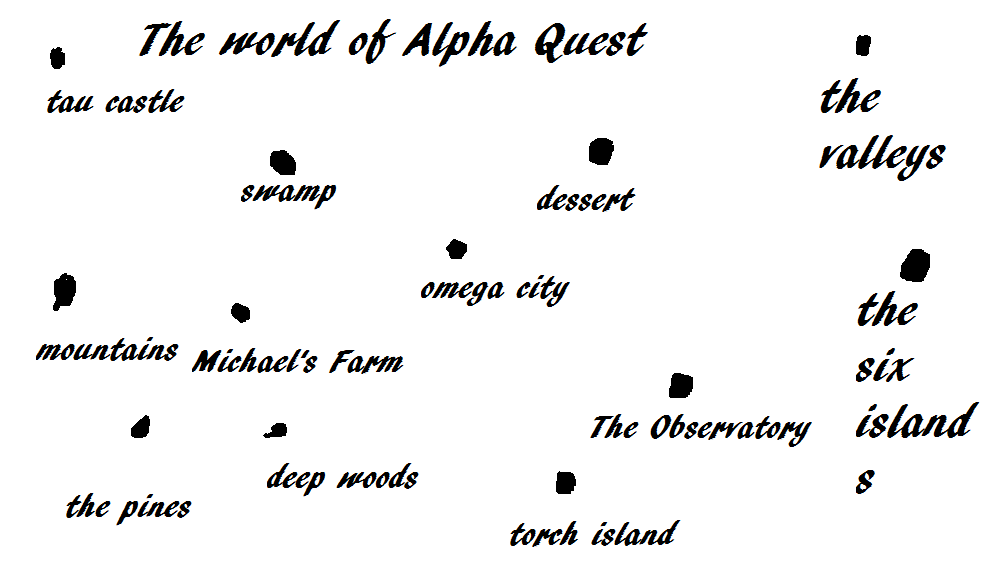 The world of Alpha Quest
tau castle
the
valleys
swamp
dessert
omega city
the
six
island
s
mountains
Michael's Farm
The Observatory
deep woods
the pines
torch island